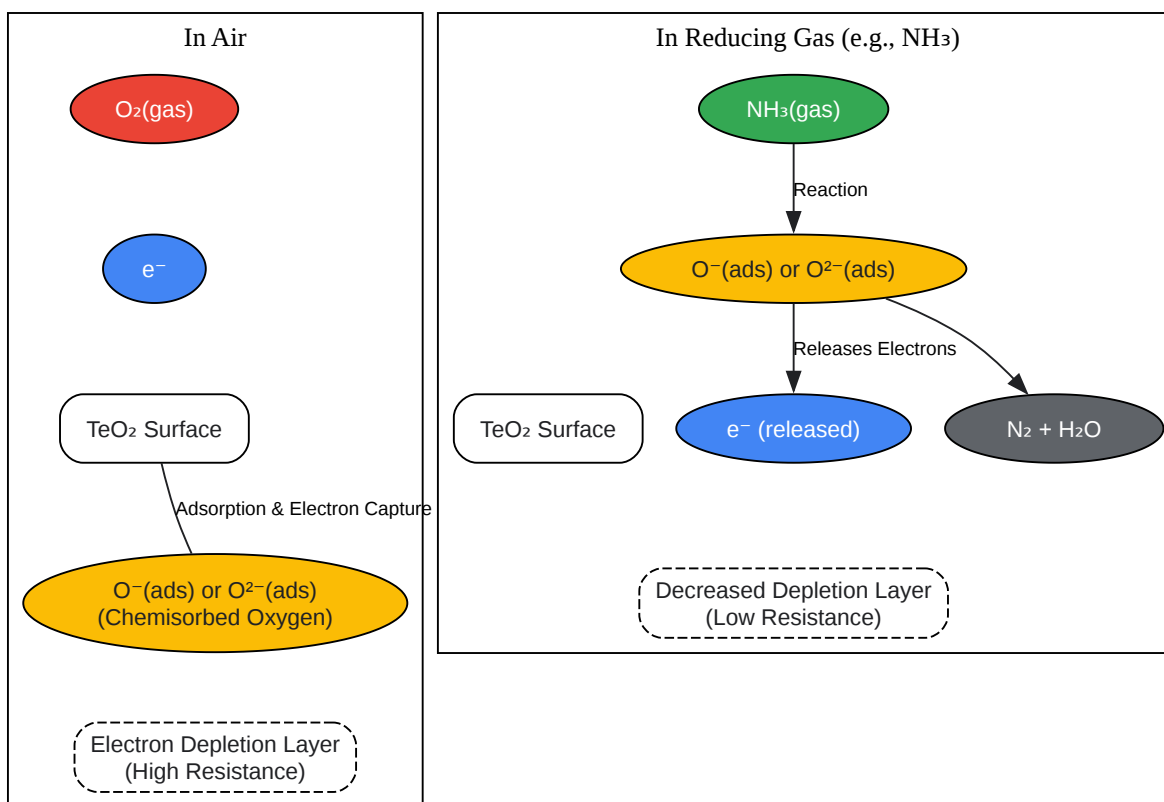 In Air
O₂(gas)
e⁻
TeO₂ Surface
Adsorption & Electron Capture
O⁻(ads) or O²⁻(ads)
(Chemisorbed Oxygen)
Electron Depletion Layer
(High Resistance)
In Reducing Gas (e.g., NH₃)
NH₃(gas)
Reaction
O⁻(ads) or O²⁻(ads)
Releases Electrons
TeO₂ Surface
e⁻ (released)
N₂ + H₂O
Decreased Depletion Layer
(Low Resistance)